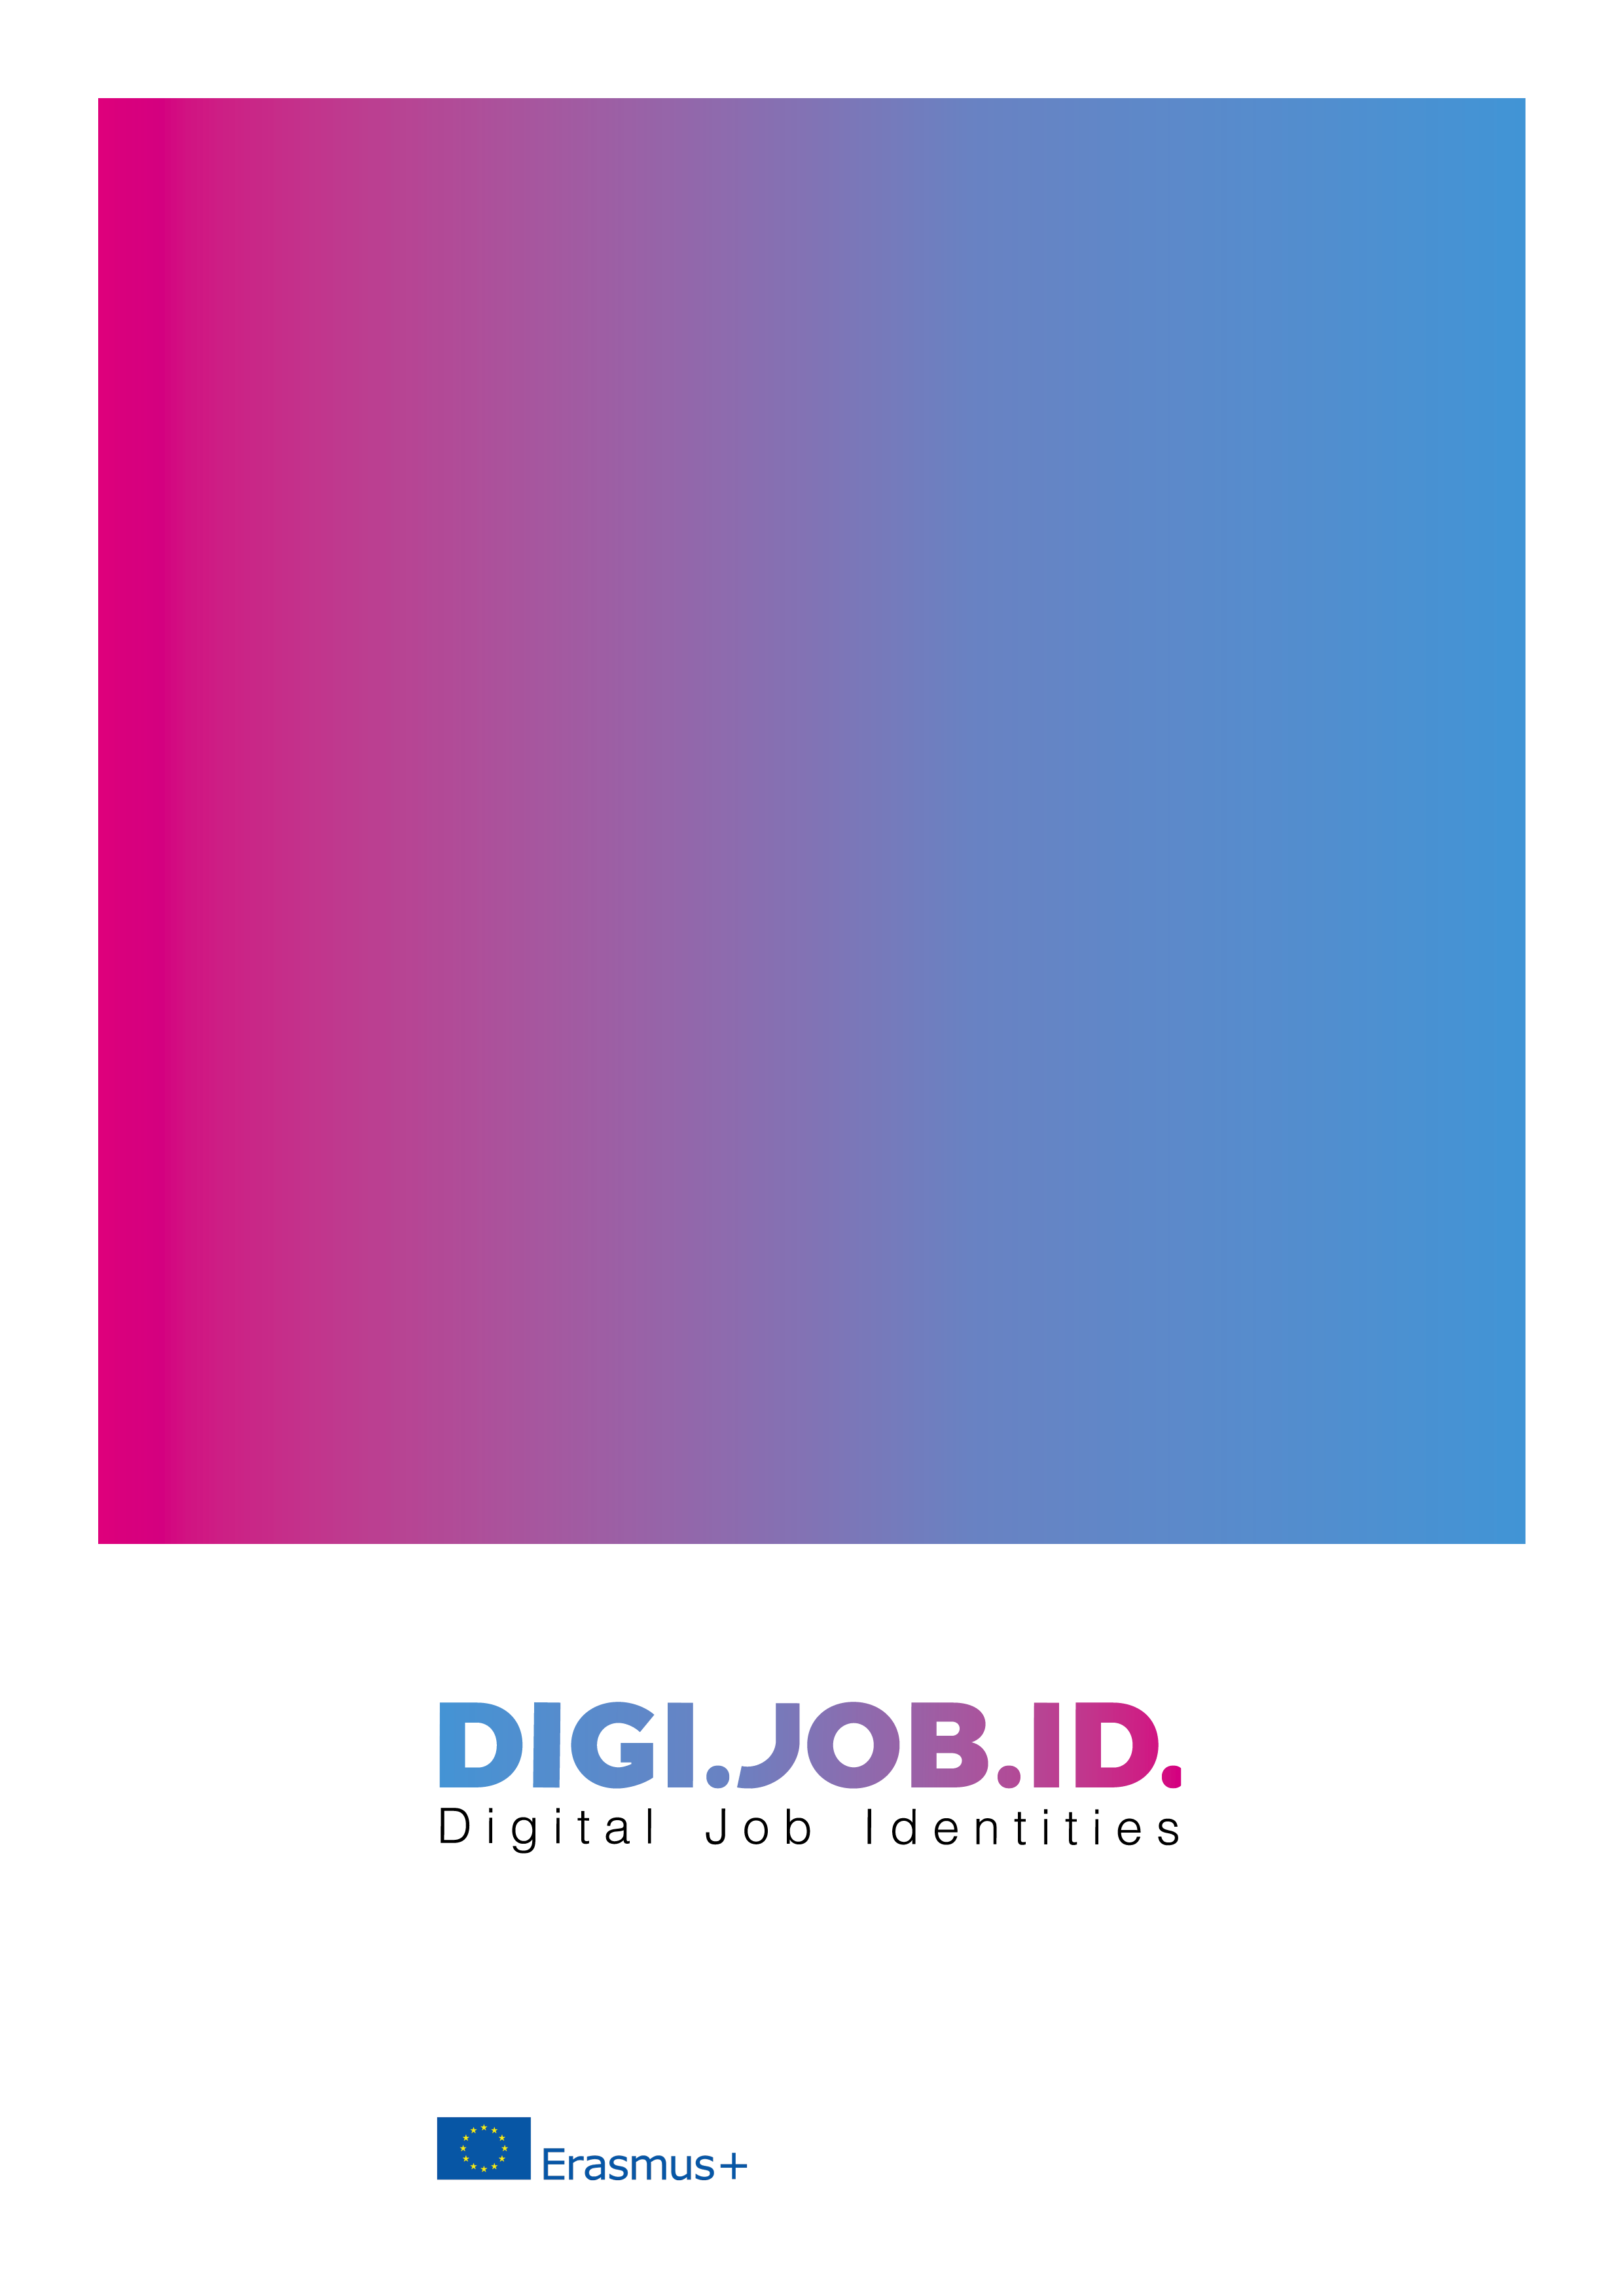 DIGI.JOB.ID.
Digital Job Identities
Erasmus+